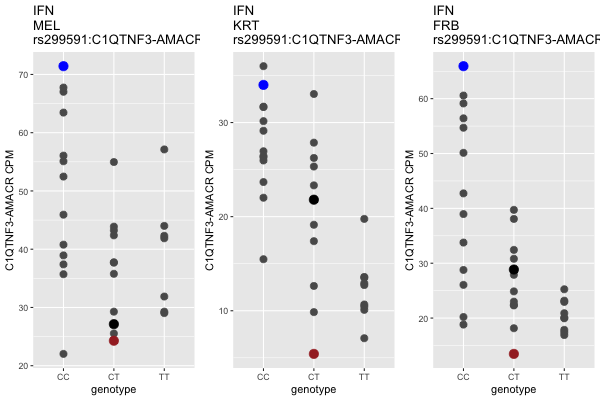 IFN
MEL
rs299591:C1QTNF3-AMACR
C1QTNF3-AMACR CPM
70
60
50
40
30
20
CC
CT
TT
genotype
IFN
KRT
rs299591:C1QTNF3-AMACR
C1QTNF3-AMACR CPM
30
20
10
CC
CT
TT
genotype
IFN
FRB
rs299591:C1QTNF3-AMACR
C1QTNF3-AMACR CPM
60
50
40
30
20
CC
CT
TT
genotype